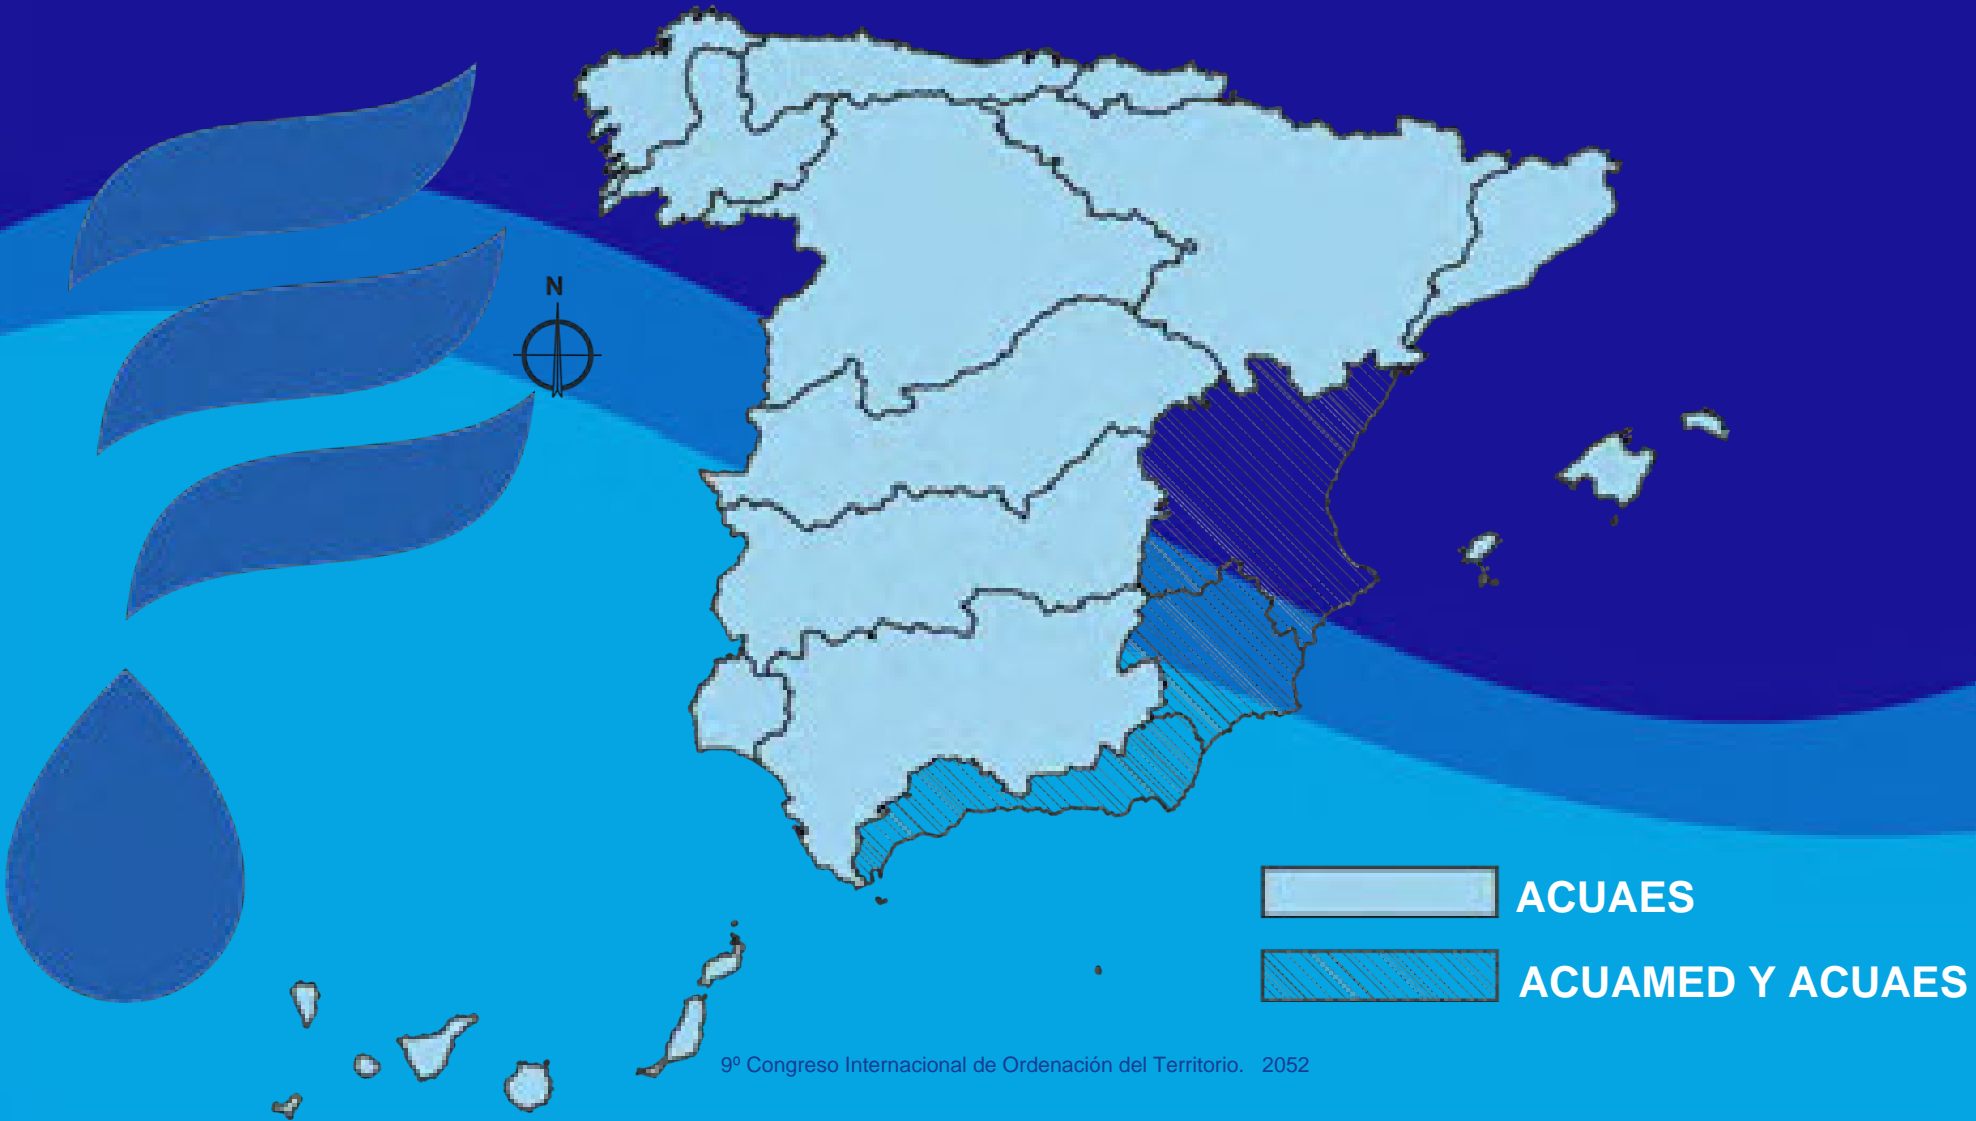 N
ACUAES
ACUAMED Y ACUAES
9º Congreso Internacional de Ordenación del Territorio. 2052